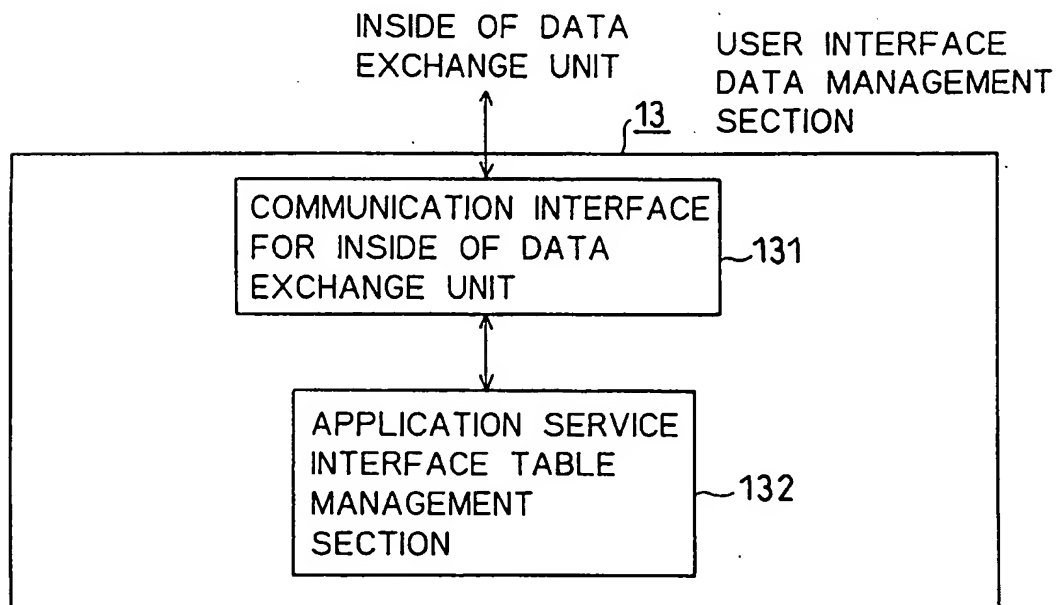 INSIDE OF DATA
EXCHANGE UNIT
USER INTERFACE
DATA MANAGEMENT
SECTION
13
COMMUNICATION INTERFACE
FOR INSIDE OF DATA
EXCHANGE UNIT
131
APPLICATION SERVICE
INTERFACE TABLE
MANAGEMENT
SECTION
132